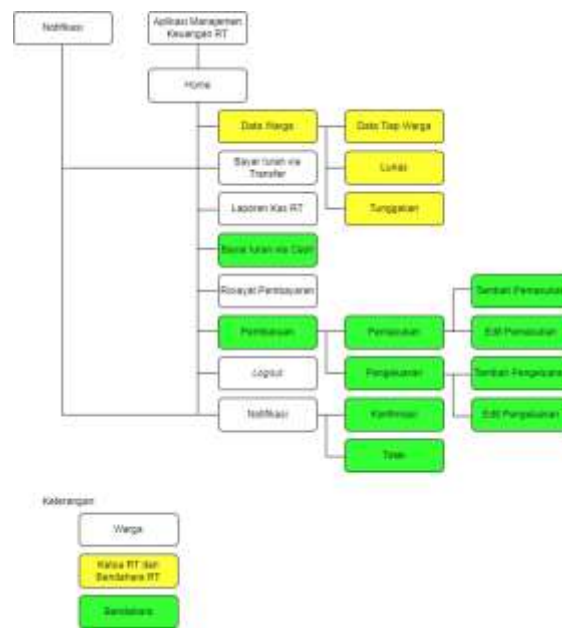 Notifikasi
Aplikasi Manajemen
Keuangan RT
Home
Data Warga
Data Tiap Warga
Bayar Iuran via
Transfer
Lunas
Laporan Kas RT
Tunggakan
Bayar Iuran via Cash
Riwayat Pembayaran
Tambah Pemasukan
Pembukuan
Pemasukan
Edit Pemasukan
Logout
Pengeluaran
Tambah Pengeluaran
Notifikasi
Konfirmasi
Edit Pengeluaran
Tolak
Keterangan
Warga
Ketua RT dan
Bendahara RT
Bendahara